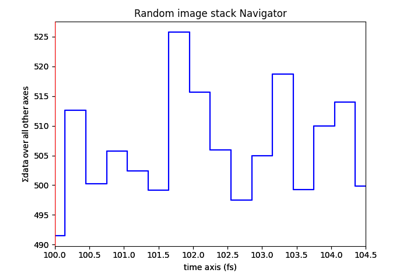 Random image stack Navigator
Σdata over all other axes
525
520
515
510
505
500
495
490
100.0 100.5 101.0 101.5 102.0 102.5 103.0 103.5 104.0 104.5
time axis (fs)